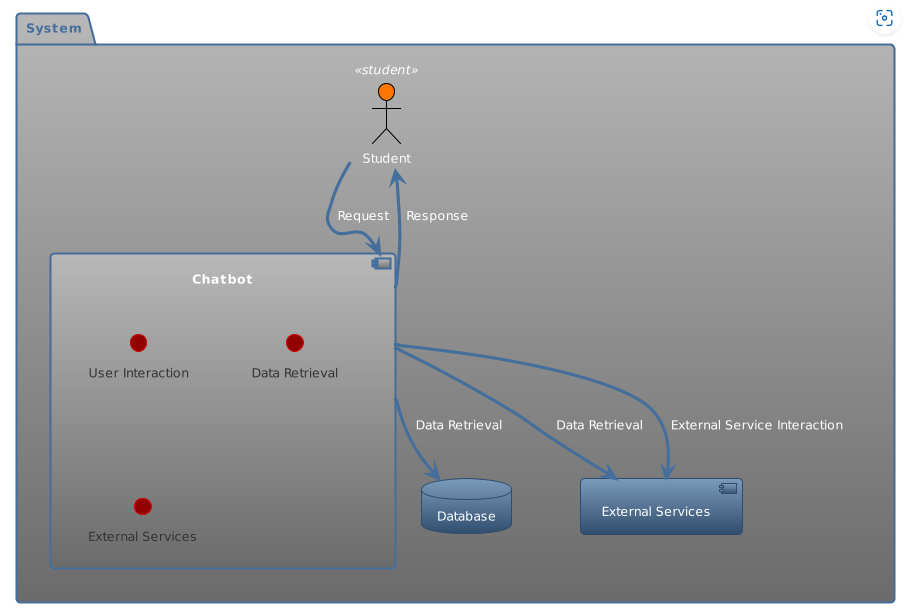 System
«student»
Student
Request
Response
Chatbot
User Interaction
Data Retrieval
Data Retrieval
Data Retrieval
External Service Interaction
Database
External Services
External Services